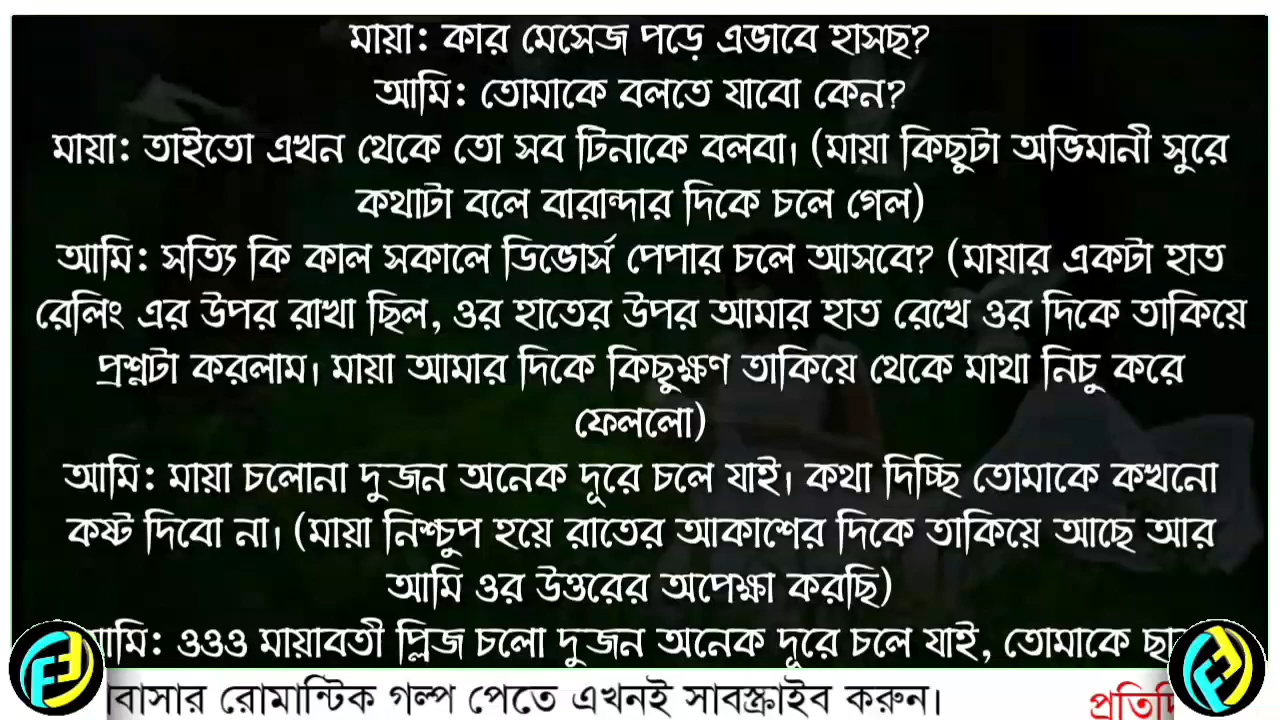 মায়া: কার মেসেজ পড়ে এভাবে হাসছ?
আমি: তোমাকে বলতে যাবো কেন?
মায়া: তাইতো এখন থেকে তো সব টিনাকে বলবা। (মায়া কিছুটা অভিমানী সুরে
কথাটা বলে বারান্দার দিকে চলে গেল)
আমি: সত্যি কি কাল সকালে ডিভোর্স পেপার চলে আসবে? (মায়ার একটা হাত
রেলিং এর উপর রাখা ছিল, ওর হাতের উপর আমার হাত রেখে ওর দিকে তাকিয়ে
প্রশ্নটা করলাম। মায়া আমার দিকে কিছুক্ষণ তাকিয়ে থেকে মাথা নিচু করে
ফেললো)
আমি: মায়া চলোনা দুজন অনেক দূরে চলে যাই। কথা দিচ্ছি তোমাকে কখনো
কষ্ট দিবো না। (মায়া নিশ্চুপ হয়ে রাতের আকাশের দিকে তাকিয়ে আছে আর
আমি ওর উত্তরের অপেক্ষা করছি)
আমি: ওওও মায়াবতী প্লিজ চলো দুজন অনেক দূরে চলে যাই, তোমাকে
রোমান্টিক গল্প পেতে এখনই সাবস্ক্রাইব করুন।